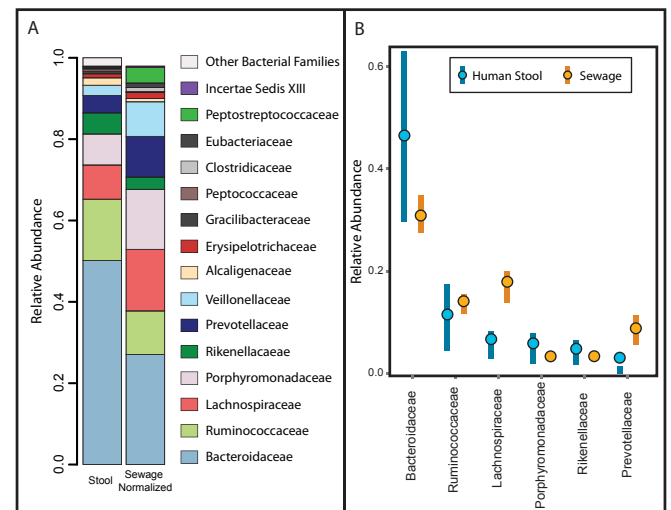 A
Relative Abundance
1.0
0.8
0.6
0.4
0.2
0.0
Stool
Sewage
Normalized
Other Bacterial Families
Incertae Sedis XIII
Peptostreptococcaceae
Eubacteriaceae
Clostridicaceae
Peptococcaceae
Gracilibacteraceae
Erysipelotrichaceae
Alcaligenaceae
Veillonellaceae
Prevotellaceae
Rikenellacaeae
Porphyromonadaceae
Lachnospiraceae
Ruminococcaceae
Bacteroidaceae
B
Relative Abundance
0.6
0.4
0.2
0.0
Human Stool
Sewage
Bacteroidaceae
Ruminococcaceae
Lachnospiraceae
Porphyromonadaceae
Rikenellaceae
Prevotellaceae